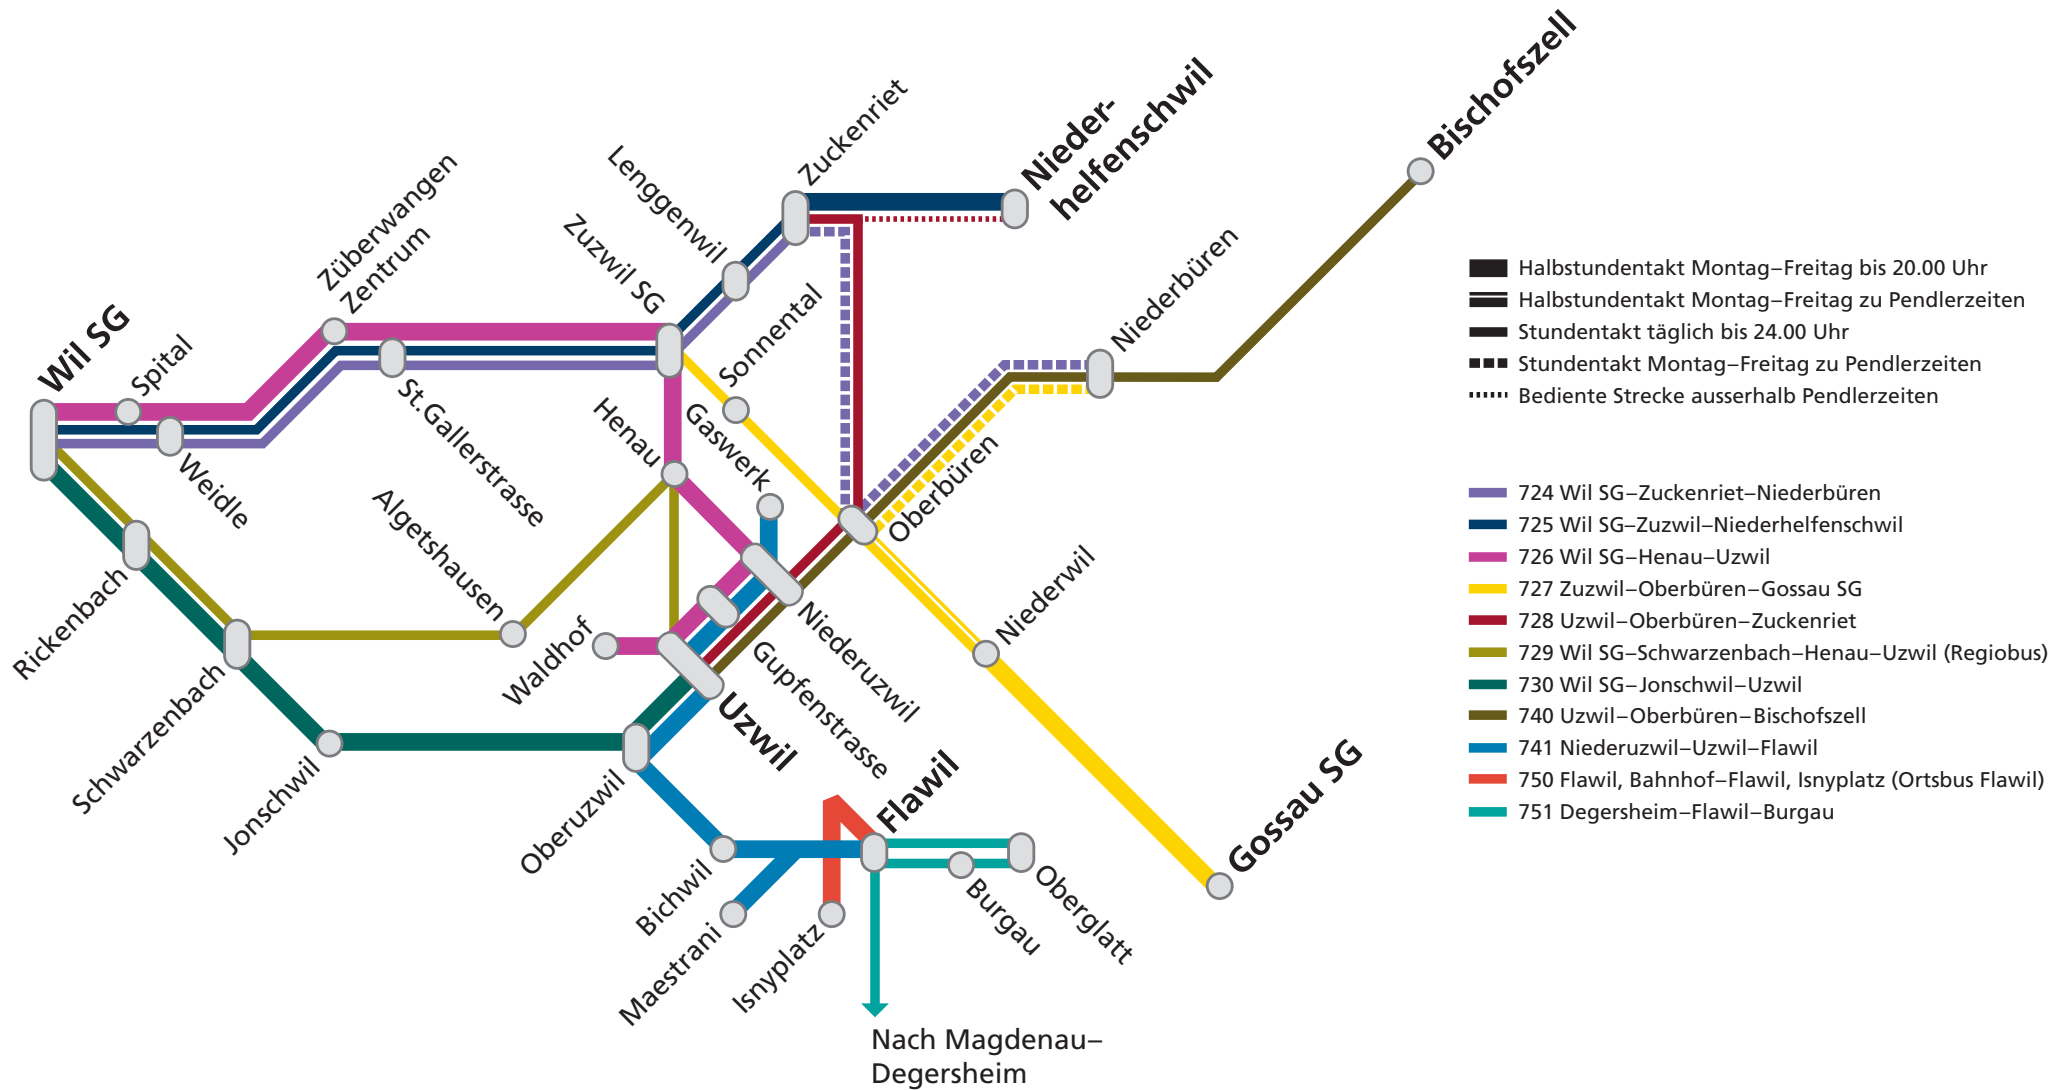 Wil SG
Spital
Weidle
Züberwangen
Zentrum
St.Gallerstrasse
Zuzwil SG
Lenggenwil
Zuckenriet
Nieder-
helfenschwil
Bischofszell
Niederbüren
Sonnental
Henau
Gaswerk
Oberbüren
Algetshausen
Rickenbach
Schwarzenbach
Jonschwil
Waldhof
Niederuzwil
Gupfenstrasse
Uzwil
Niederwil
Gossau SG
Oberuzwil
Bichwil
Maestrani
Isnyplatz
Flawil
Burgau
Oberglatt
Nach Magdenau–
Degersheim
Halbstundentakt Montag–Freitag bis 20.00 Uhr
Halbstundentakt Montag–Freitag zu Pendlerzeiten
Stundentakt täglich bis 24.00 Uhr
Stundentakt Montag–Freitag zu Pendlerzeiten
Bediente Strecke ausserhalb Pendlerzeiten
724 Wil SG–Zuckenriet–Niederbüren
725 Wil SG–Zuzwil–Niederhelfenschwil
726 Wil SG–Henau–Uzwil
727 Zuzwil–Oberbüren–Gossau SG
728 Uzwil–Oberbüren–Zuckenriet
729 Wil SG–Schwarzenbach–Henau–Uzwil (Regiobus)
730 Wil SG–Jonschwil–Uzwil
740 Uzwil–Oberbüren–Bischofszell
741 Niederuzwil–Uzwil–Flawil
750 Flawil, Bahnhof–Flawil, Isnyplatz (Ortsbus Flawil)
751 Degersheim–Flawil–Burgau